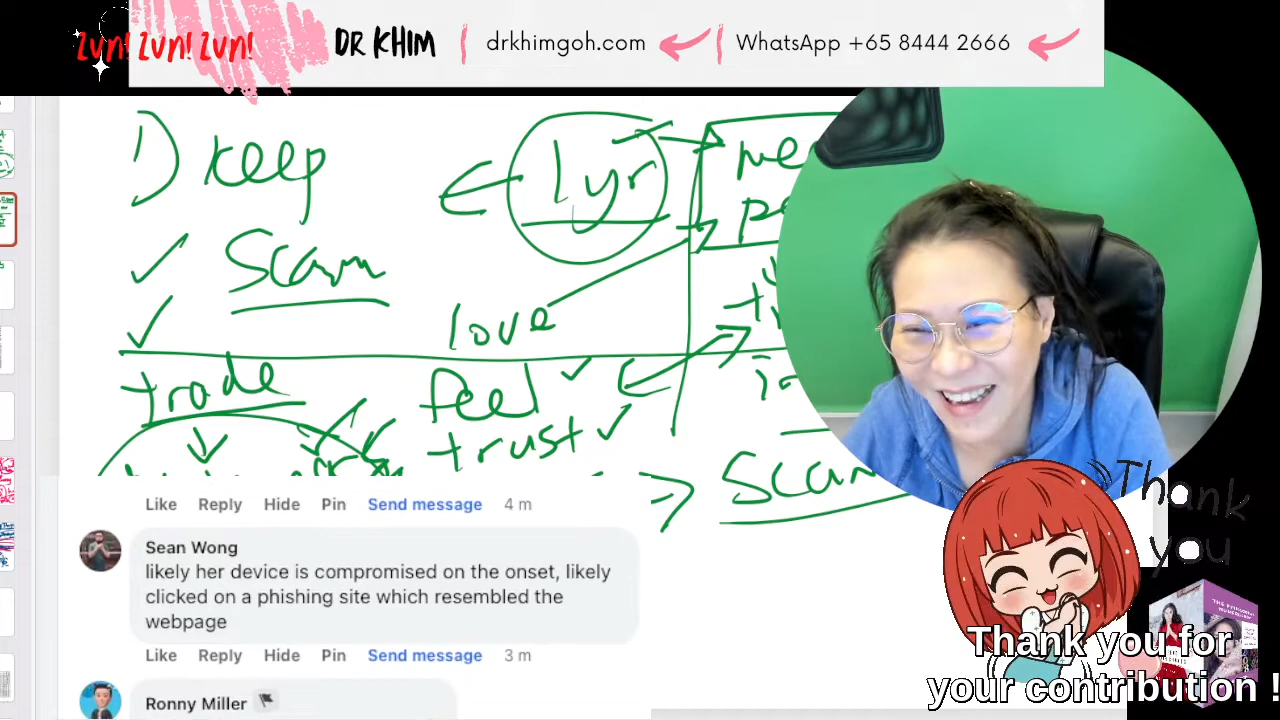 Zun! Zun! Zun!
DR KHIM
drkhimgoh.com
WhatsApp +65 8444 2666
1) keep
1yr
scam
love
trade
feel
trust
Scam
Like Reply Hide Pin Send message 4 m
Sean Wong
likely her device is compromised on the onset, likely
clicked on a phishing site which resembled the
webpage
Like Reply Hide Pin Send message 3 m
Ronny Miller
Thank
you
Thank you for
your contribution !